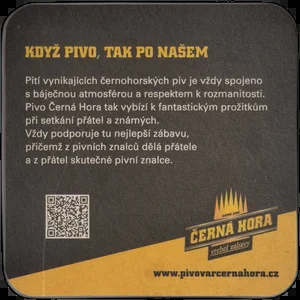 KDYŽ PIVO, TAK PO NAŠEM
Pití vynikajících černohorských piv je vždy spojeno
s báječnou atmosférou a respektem k rozmanitosti.
Pivo Černá Hora tak vybízí k fantastickým prožitkům
při setkání přátel a známých.
Vždy podporuje tu nejlepší zábavu,
přičemž z pivních znalců dělá přátele
a z přátel skutečné pivní znalce.
ČERNÁ HORA
vrchol zábavy
www.pivovarcernahora.cz